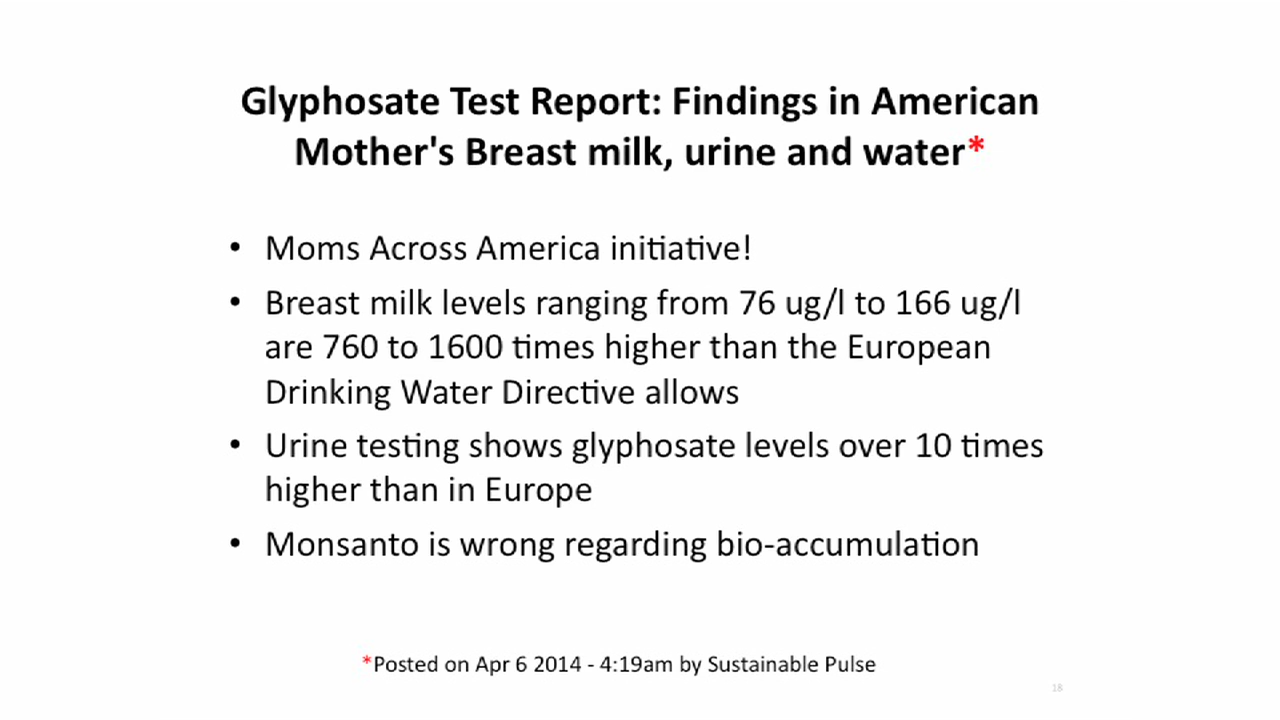 Glyphosate Test Report: Findings in American
Mother's Breast milk, urine and water*
• Moms Across America initiative!
• Breast milk levels ranging from 76 ug/l to 166 ug/l
are 760 to 1600 times higher than the European
Drinking Water Directive allows
• Urine testing shows glyphosate levels over 10 times
higher than in Europe
• Monsanto is wrong regarding bio-accumulation
*Posted on Apr 6 2014 - 4:19am by Sustainable Pulse
18